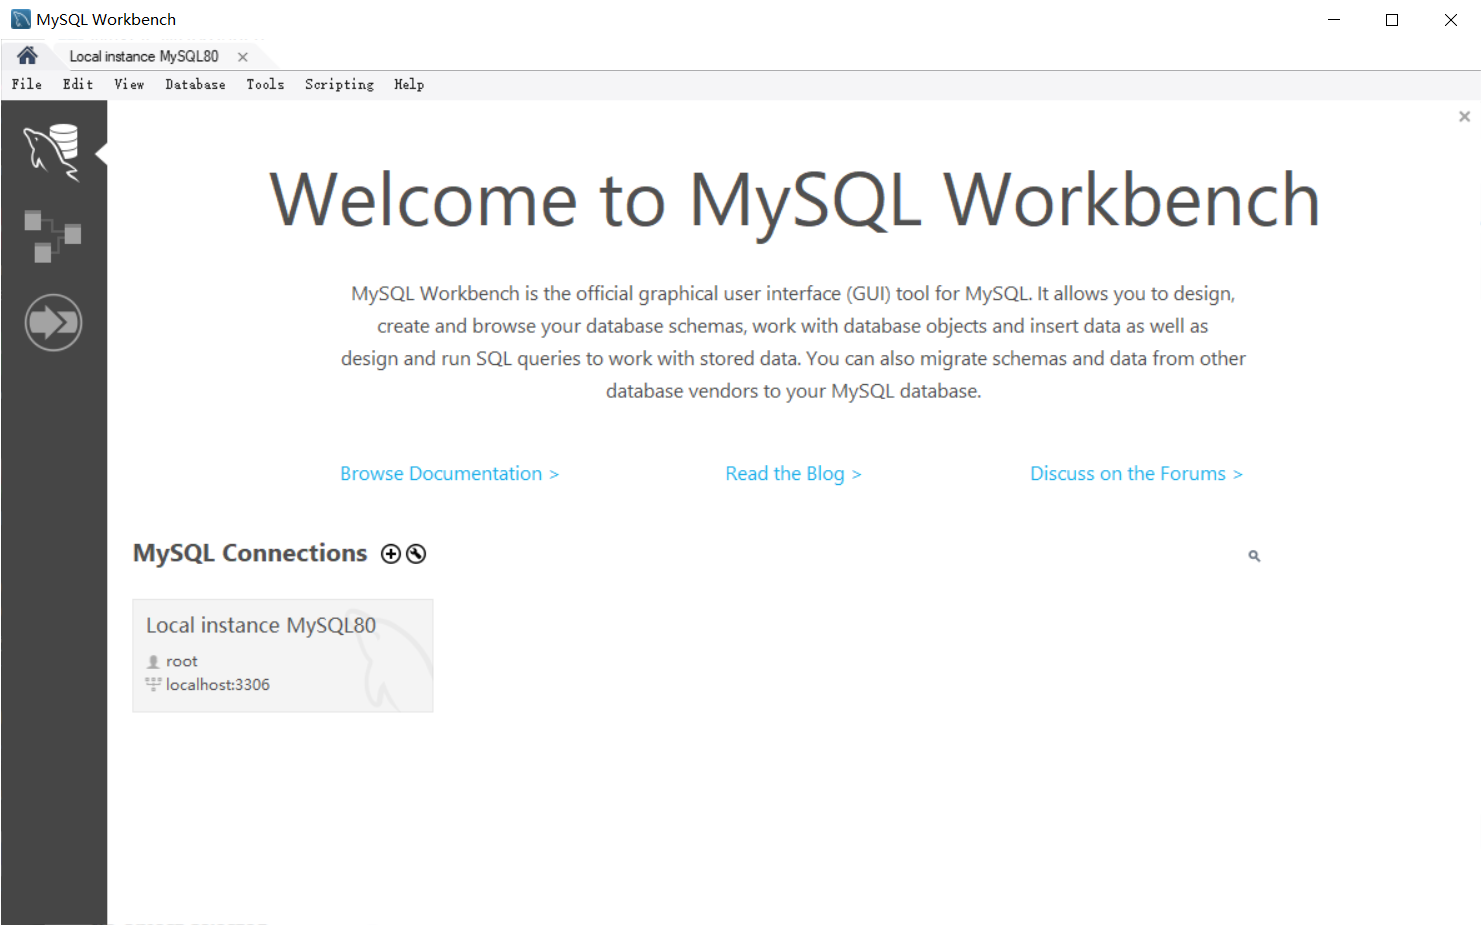 MySQL Workbench
Local instance MySQL80
File Edit View Database Tools Scripting Help
Welcome to MySQL Workbench
MySQL Workbench is the official graphical user interface (GUI) tool for MySQL. It allows you to design,
create and browse your database schemas, work with database objects and insert data as well as
design and run SQL queries to work with stored data. You can also migrate schemas and data from other
database vendors to your MySQL database.
Browse Documentation >
Read the Blog >
Discuss on the Forums >
MySQL Connections
Local instance MySQL80
root
localhost:3306